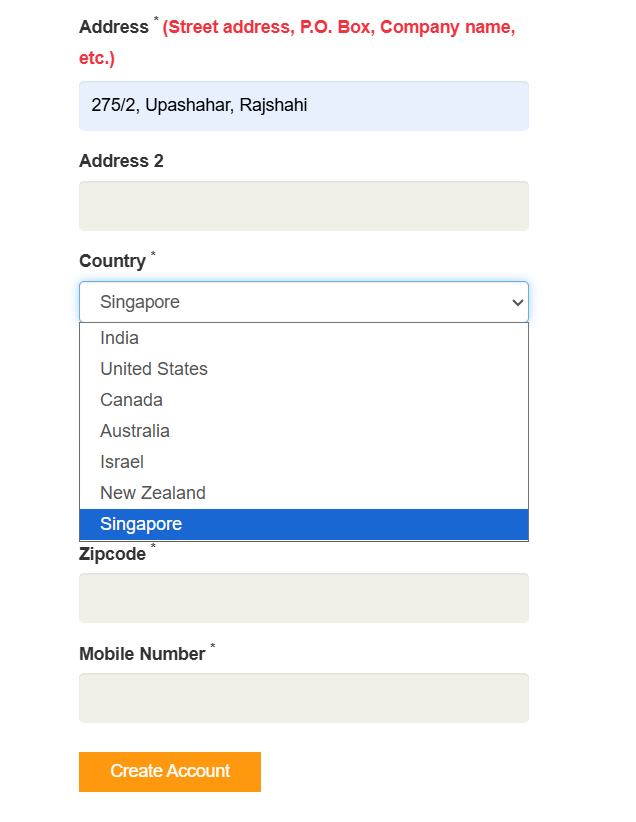 Address * (Street address, P.O. Box, Company name,
etc.)
275/2, Upashahar, Rajshahi
Address 2
Country *
Singapore
India
United States
Canada
Australia
Israel
New Zealand
Singapore
Zipcode *
Mobile Number *
Create Account